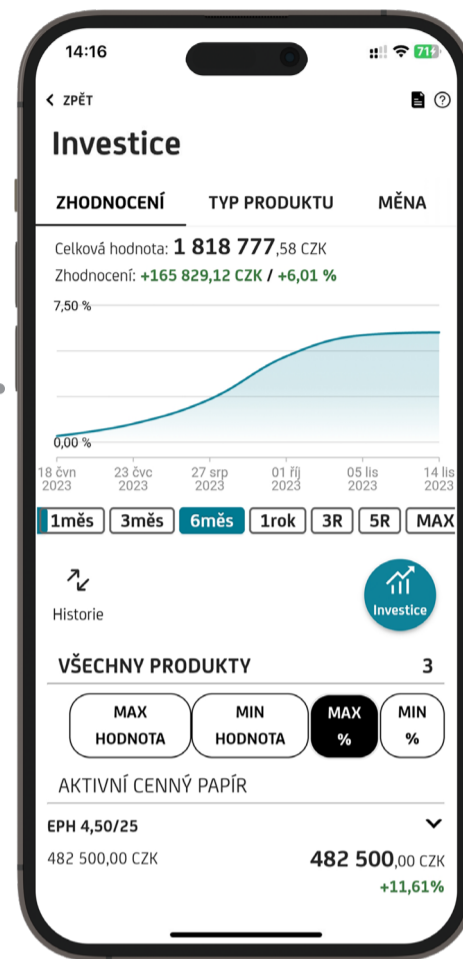 14:16
71
ZPĚT
Investice
ZHODNOCENÍ TYP PRODUKTU MĚNA
Celková hodnota: 1 818 777,58 CZK
Zhodnocení: +165 829,12 CZK / +6,01 %
7,50 %
0,00 %
18 čvn 2023
23 čvc 2023
27 srp 2023
01 říj 2023
05 lis 2023
14 lis 2023
1měs 3měs 6měs 1rok 3R 5R MAX
Historie
Investice
VŠECHNY PRODUKTY 3
MAX HODNOTA
MIN HODNOTA
MAX %
MIN %
AKTIVNÍ CENNÝ PAPÍR
EPH 4,50/25
482 500,00 CZK 482 500,00 CZK
+11,61%